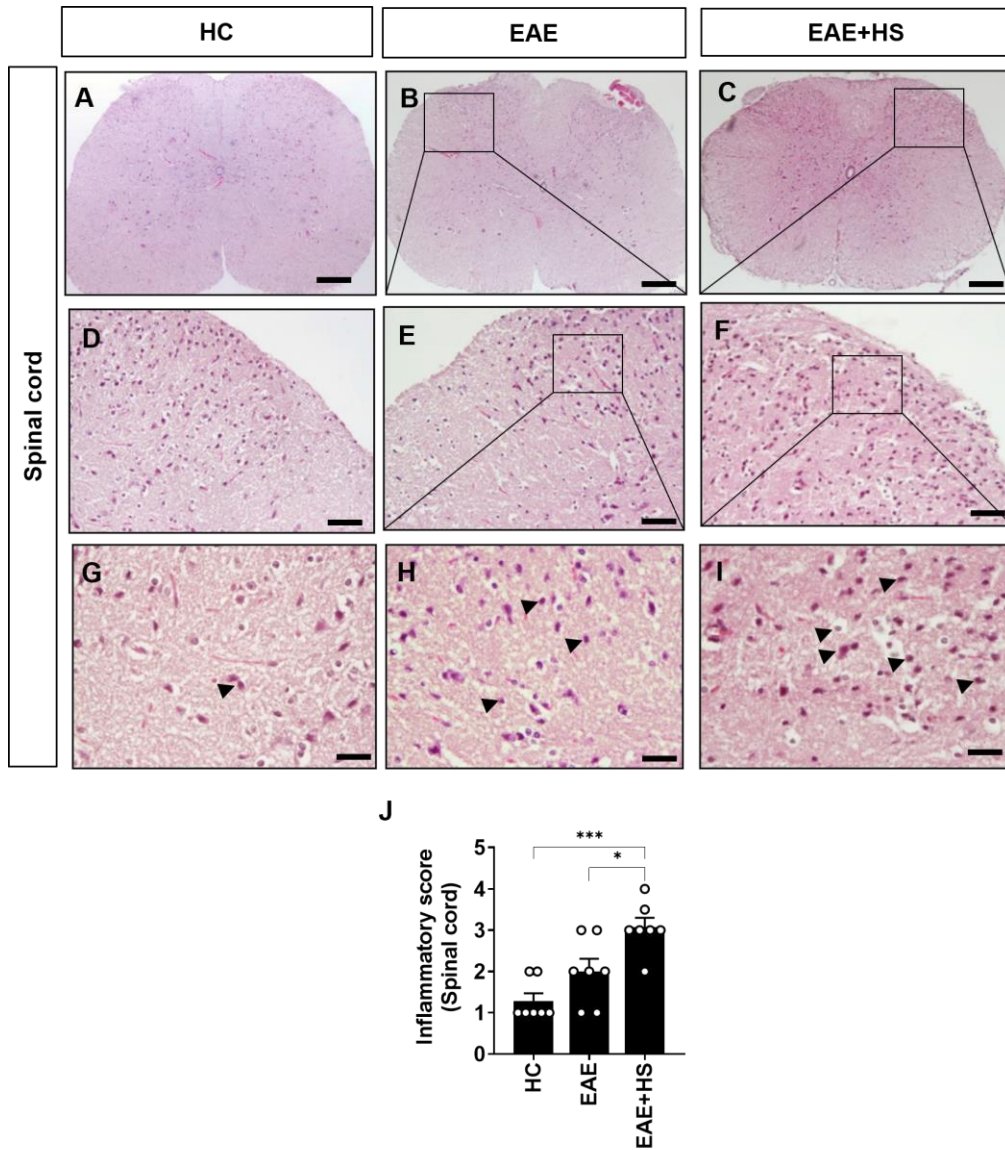 HC
EAE
EAE+HS
Spinal cord
A
B
C
D
E
F
G
H
I
J
***
*
Inflammatory score
(Spinal cord)
5
4
3
2
1
0
HC
EAE
EAE+HS